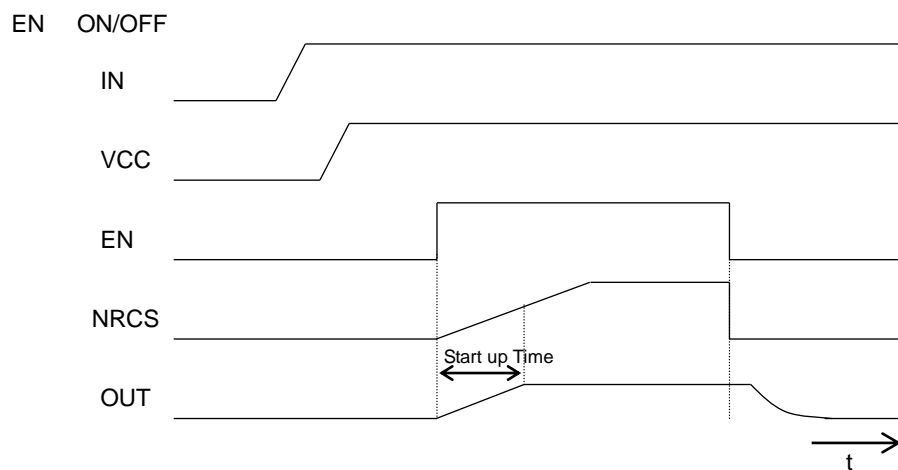 EN ON/OFF
IN
VCC
EN
NRCS
Start up Time
OUT
t